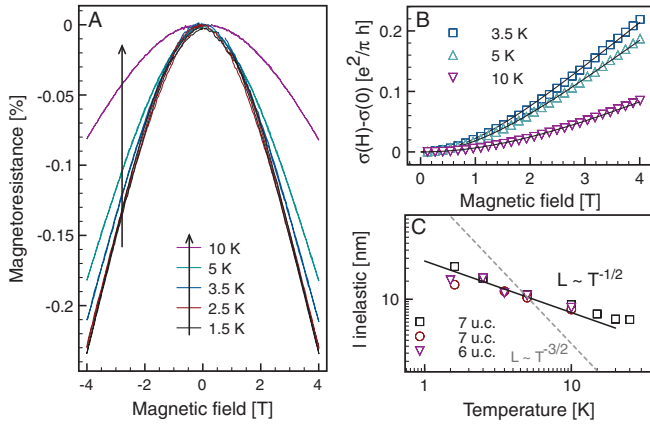 A
Magnetoresistance [%]
0
-0.05
-0.1
-0.15
-0.2
10 K
5 K
3.5 K
2.5 K
1.5 K
-4
-2
0
2
4
Magnetic field [T]
B
σ(H)-σ(0) [e²/π h]
0.2
0.1
0
3.5 K
5 K
10 K
0
1
2
3
4
Magnetic field [T]
C
l inelastic [nm]
10
L ~ T^-1/2
L ~ T^-3/2
7 u.c.
7 u.c.
6 u.c.
1
10
Temperature [K]